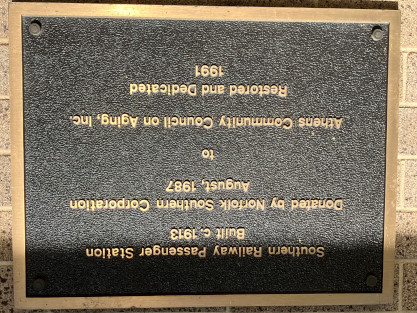 Southern Railway Passenger Station
Built c. 1913
Donated by Norfolk Southern Corporation
August, 1987
to
Athens Community Council on Aging, Inc.
Restored and Dedicated
1991